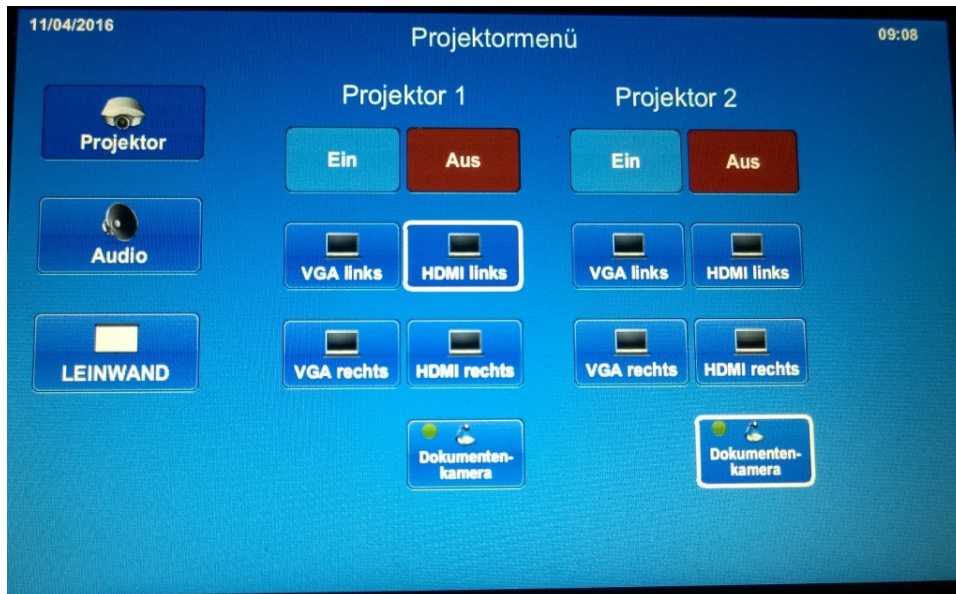 11/04/2016
Projektormenü
09:08
Projektor
Audio
LEINWAND
Projektor 1
Ein
Aus
VGA links
HDMI links
VGA rechts
HDMI rechts
Dokumenten-
kamera
Projektor 2
Ein
Aus
VGA links
HDMI links
VGA rechts
HDMI rechts
Dokumenten-
kamera